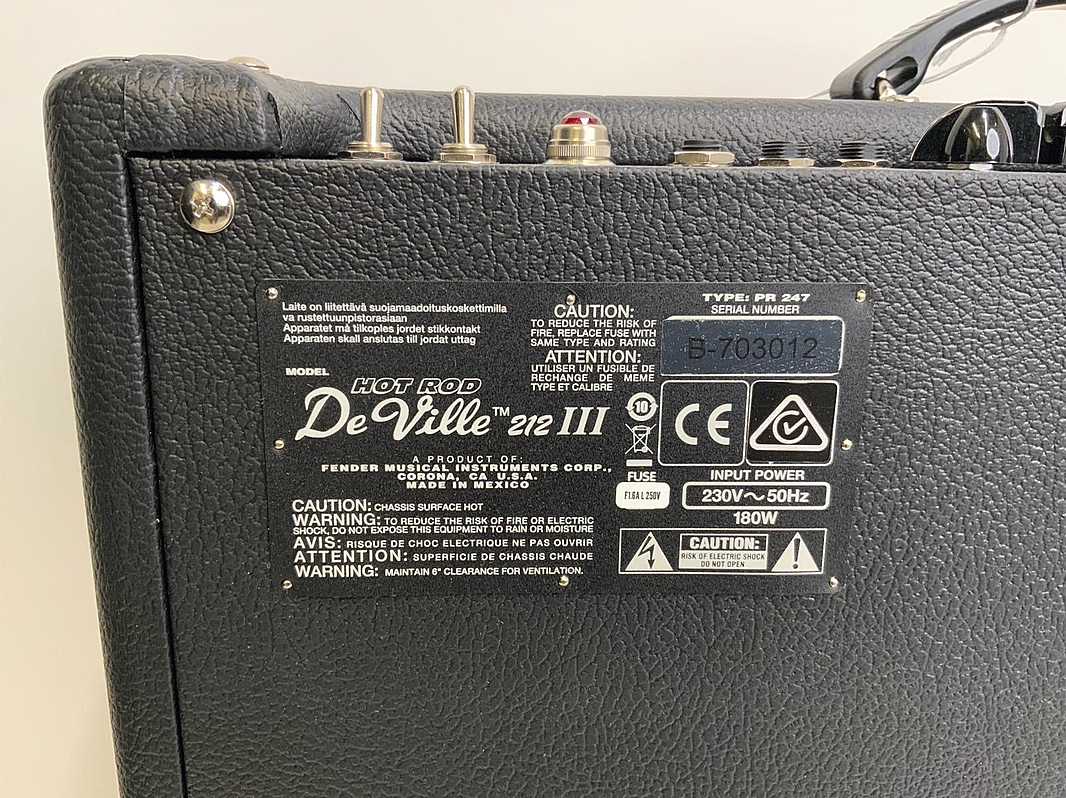 Laite on liitettävä suojamaadoituskoskettimilla
va rustettuunpistorasiaan
Apparatet må tilkoples jordet stikkontakt
Apparaten skall anslutas till jordat uttag
CAUTION:
TO REDUCE THE RISK OF
FIRE, REPLACE FUSE WITH
SAME TYPE AND RATING
ATTENTION:
UTILISER UN FUSIBLE DE
RECHANGE DE MEME
TYPE ET CALIBRE
TYPE: PR 247
SERIAL NUMBER
B-703012
MODEL
HOT ROD
DeVille™ 212 III
A PRODUCT OF:
FENDER MUSICAL INSTRUMENTS CORP.,
CORONA, CA U.S.A.
MADE IN MEXICO
10
CE
FUSE
F1.6A L 250V
INPUT POWER
230V~50Hz
180W
CAUTION: CHASSIS SURFACE HOT
WARNING: TO REDUCE THE RISK OF FIRE OR ELECTRIC
SHOCK, DO NOT EXPOSE THIS EQUIPMENT TO RAIN OR MOISTURE
AVIS: RISQUE DE CHOC ELECTRIQUE NE PAS OUVRIR
ATTENTION: SUPERFICIE DE CHASSIS CHAUDE
WARNING: MAINTAIN 6" CLEARANCE FOR VENTILATION.
CAUTION:
RISK OF ELECTRIC SHOCK
DO NOT OPEN